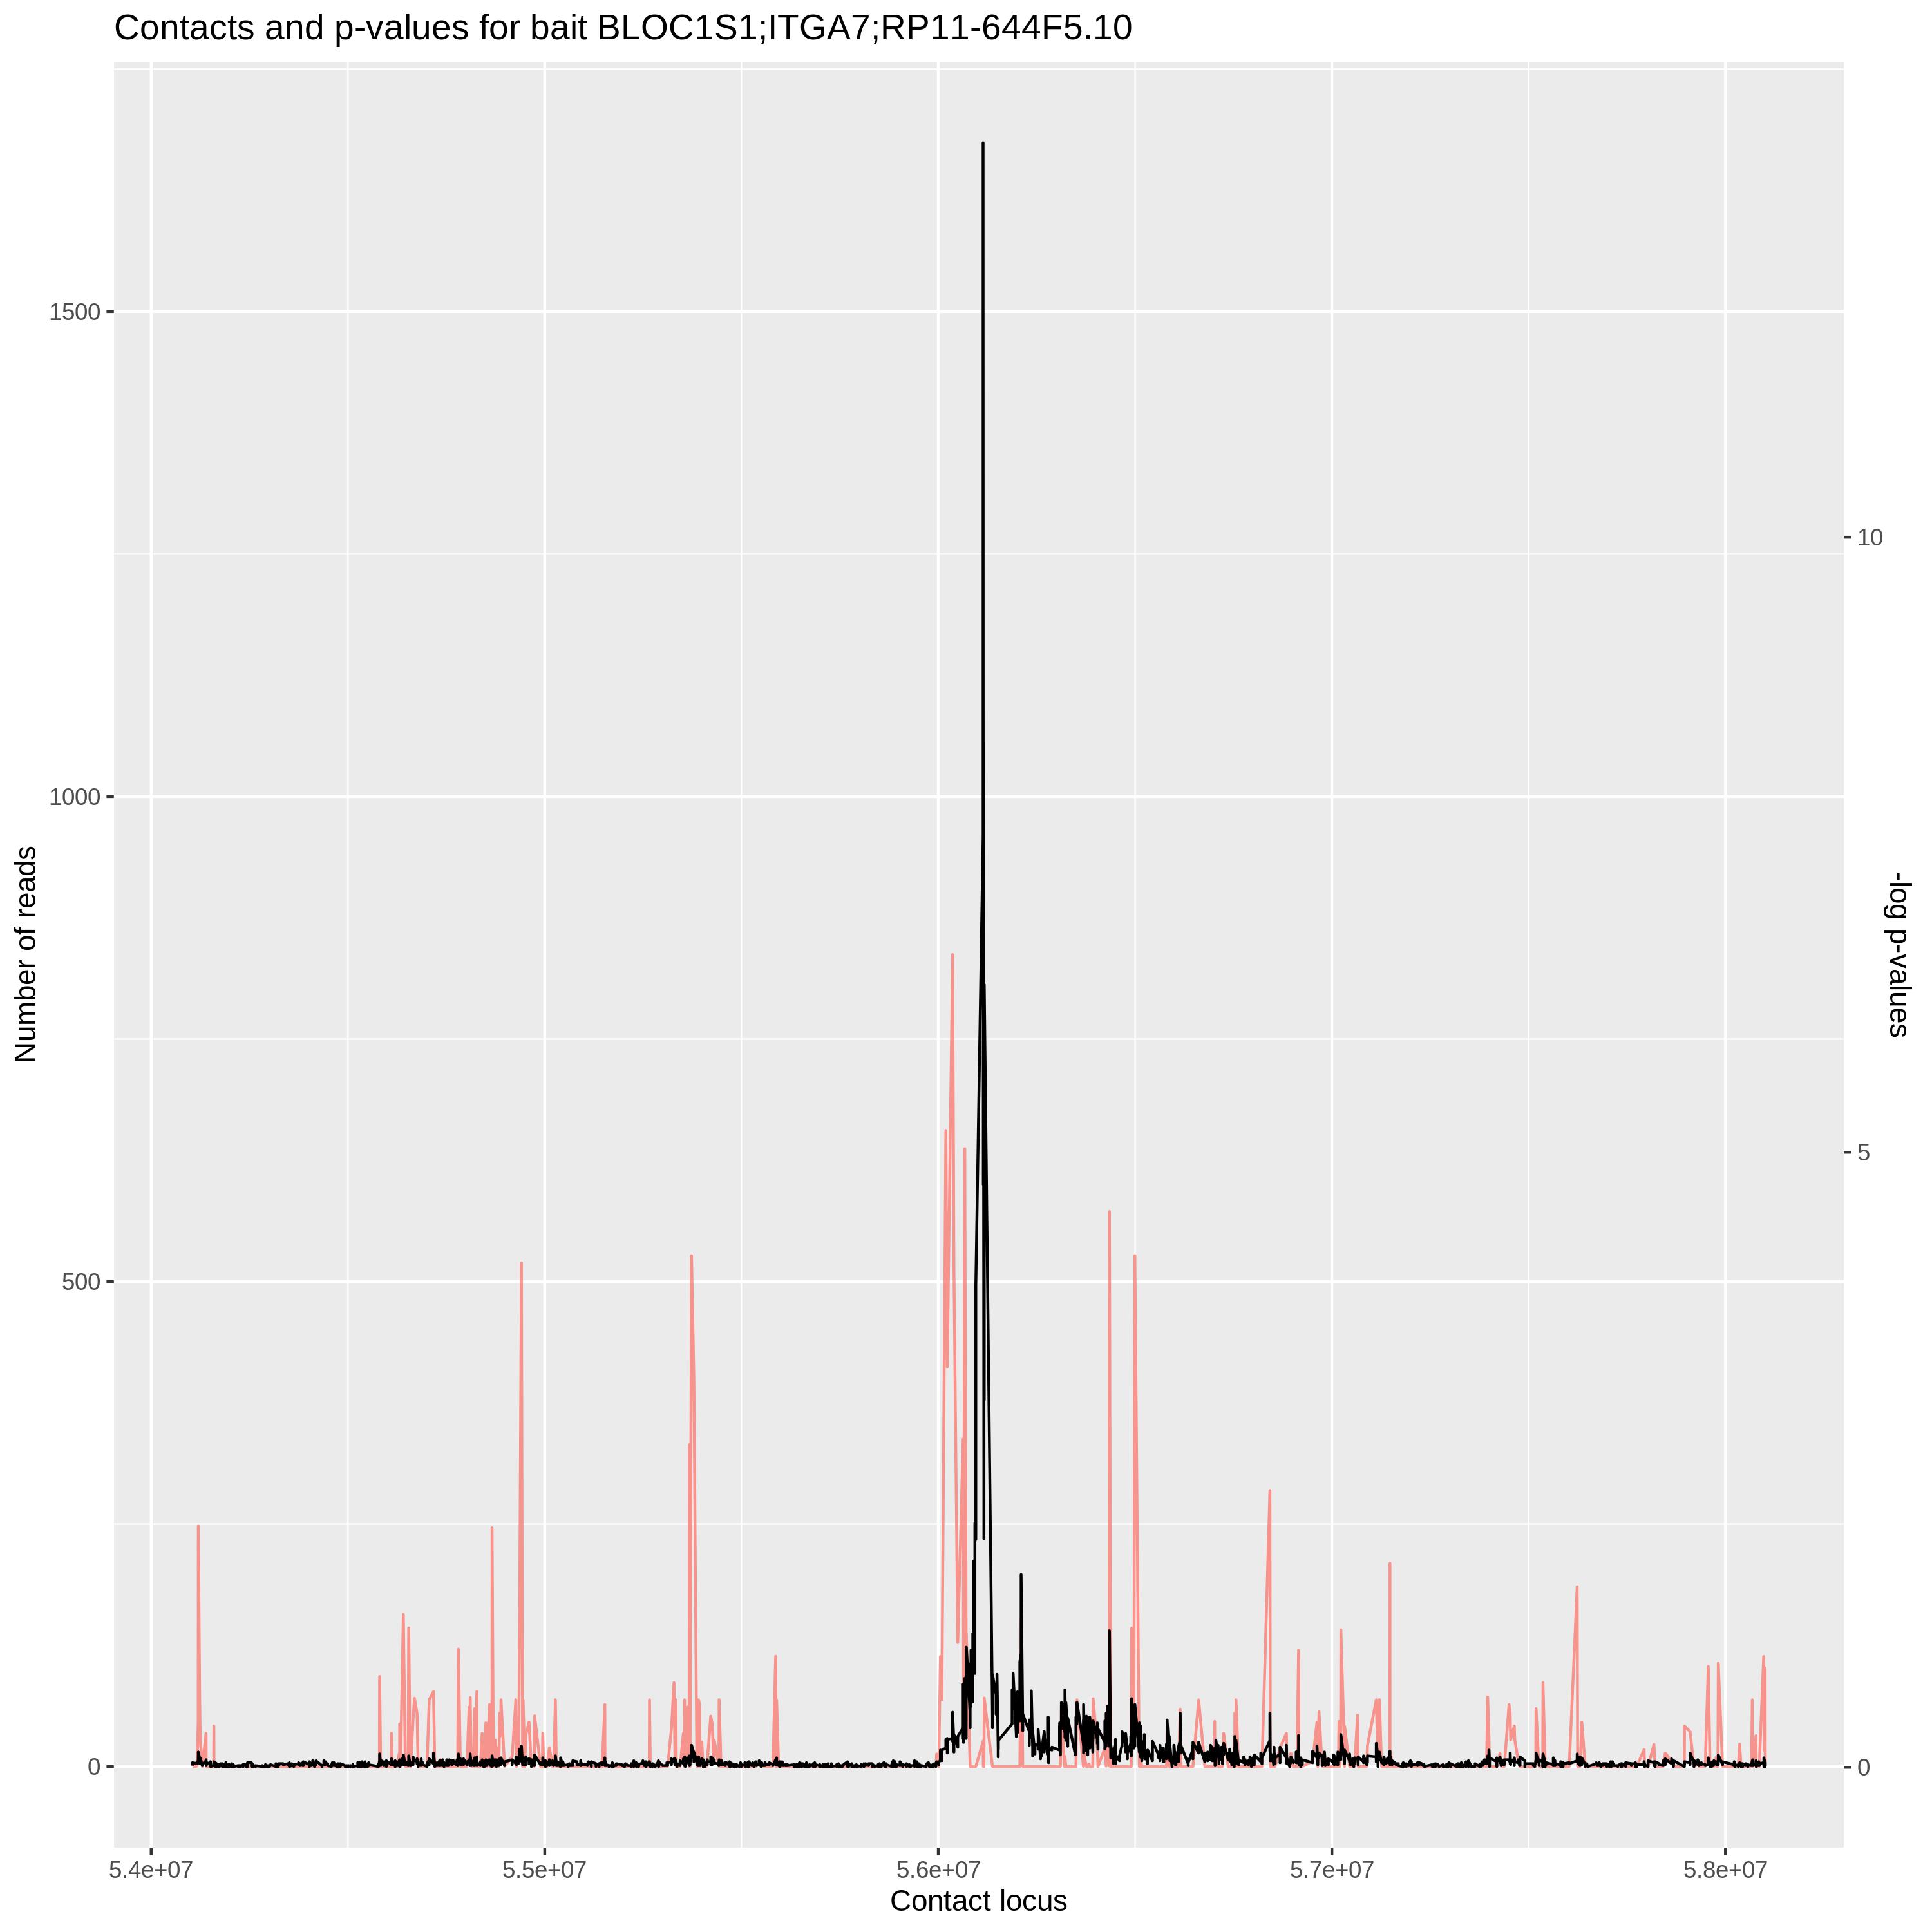 Contacts and p-values for bait BLOC1S1;ITGA7;RP11-644F5.10
Number of reads
1500
1000
500
0
10
5
0
-log p-values
5.4e+07
5.5e+07
5.6e+07
5.7e+07
5.8e+07
Contact locus